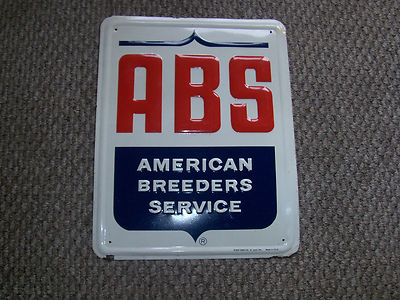 ABS
AMERICAN
BREEDERS
SERVICE
®